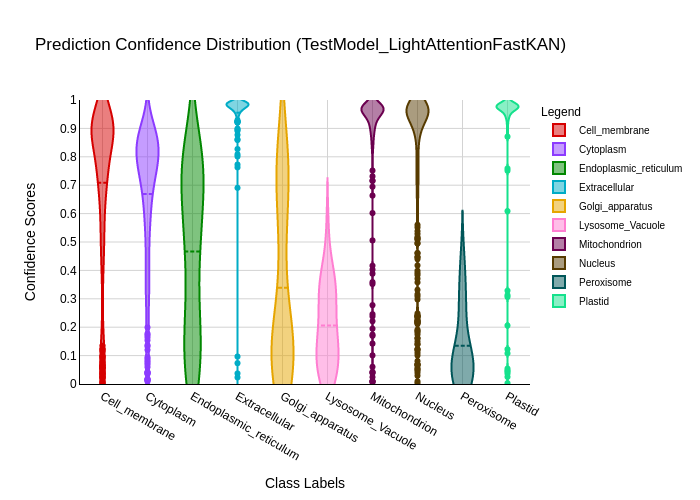 Prediction Confidence Distribution (TestModel_LightAttentionFastKAN)
Legend
Cell_membrane
Cytoplasm
Endoplasmic_reticulum
Extracellular
Golgi_apparatus
Lysosome_Vacuole
Mitochondrion
Nucleus
Peroxisome
Plastid
Confidence Scores
1
0.9
0.8
0.7
0.6
0.5
0.4
0.3
0.2
0.1
0
Cell_membrane
Cytoplasm
Endoplasmic_reticulum
Extracellular
Golgi_apparatus
Lysosome_Vacuole
Mitochondrion
Nucleus
Peroxisome
Plastid
Class Labels